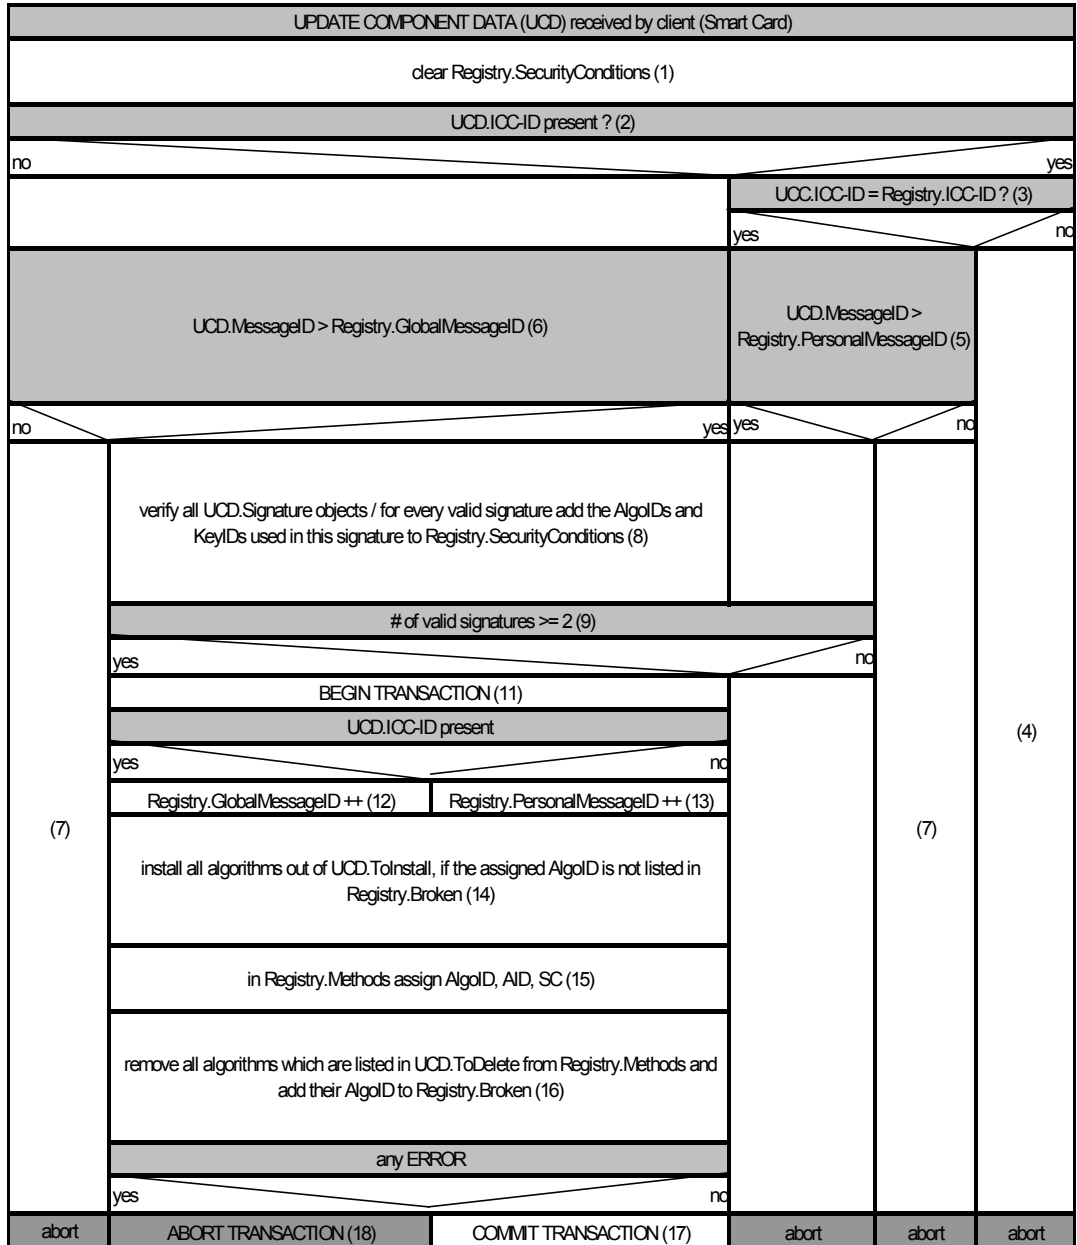 UPDATE COMPONENT DATA (UCD) received by client (Smart Card)
clear Registry.SecurityConditions (1)
UCD.ICC-ID present ? (2)
no
yes
UCC.ICC-ID = Registry.ICC-ID ? (3)
yes
no
UCD.MessageID > Registry.GlobalMessageID (6)
UCD.MessageID >
Registry.PersonalMessageID (5)
no
yes
yes
no
verify all UCD.Signature objects / for every valid signature add the AlgoIDs and
KeyIDs used in this signature to Registry.SecurityConditions (8)
# of valid signatures >= 2 (9)
yes
no
BEGIN TRANSACTION (11)
UCD.ICC-ID present
(4)
yes
no
Registry.GlobalMessageID ++ (12)
Registry.PersonalMessageID ++ (13)
(7)
(7)
install all algorithms out of UCD.ToInstall, if the assigned AlgoID is not listed in
Registry.Broken (14)
in Registry.Methods assign AlgoID, AID, SC (15)
remove all algorithms which are listed in UCD.ToDelete from Registry.Methods and
add their AlgoID to Registry.Broken (16)
any ERROR
yes
no
abort
ABORT TRANSACTION (18)
COMMIT TRANSACTION (17)
abort
abort
abort